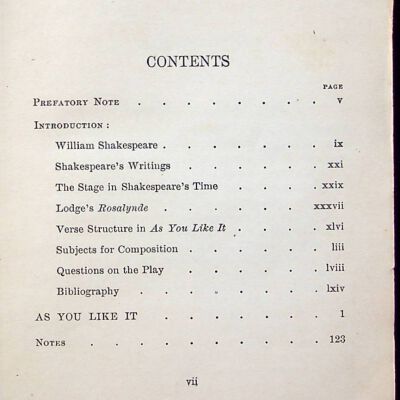 CONTENTS
PAGE
PREFATORY NOTE . . . . . . . . v
INTRODUCTION :
William Shakespeare . . . . . . . ix
Shakespeare's Writings . . . . . . xxi
The Stage in Shakespeare's Time . . . . xxix
Lodge's Rosalynde . . . . . . xxxvii
Verse Structure in As You Like It . . . . xlvi
Subjects for Composition . . . . . liii
Questions on the Play . . . . . lviii
Bibliography . . . . . . . lxiv
AS YOU LIKE IT . . . . . . . 1
NOTES . . . . . . . . . 123
vii